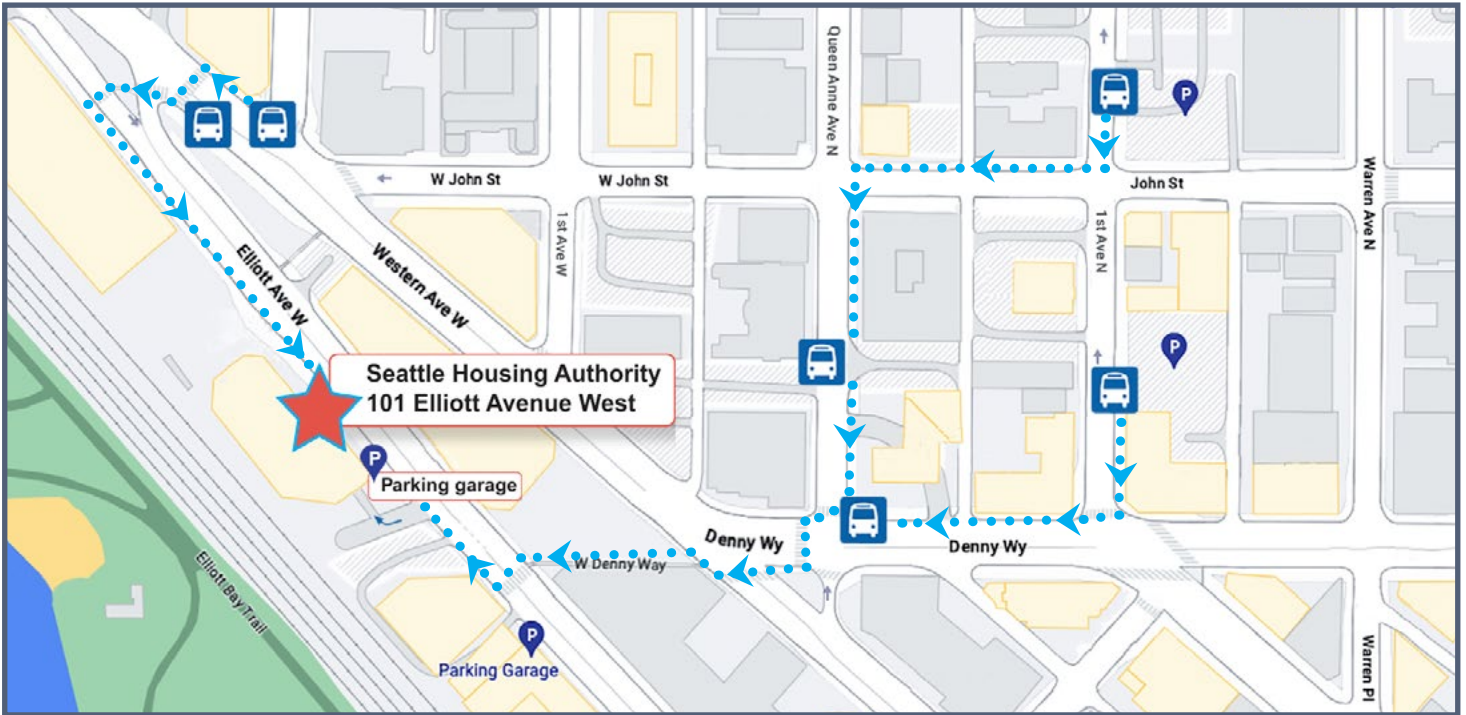 Queen Anne Ave N
P
W John St
W John St
John St
Warren Ave N
1st Ave W
1st Ave N
Elliott Ave W
Western Ave W
P
Seattle Housing Authority
101 Elliott Avenue West
P
Parking garage
Denny Wy
Denny Wy
W Denny Way
Elliott Bay Trail
P
Parking Garage
Warren Pl